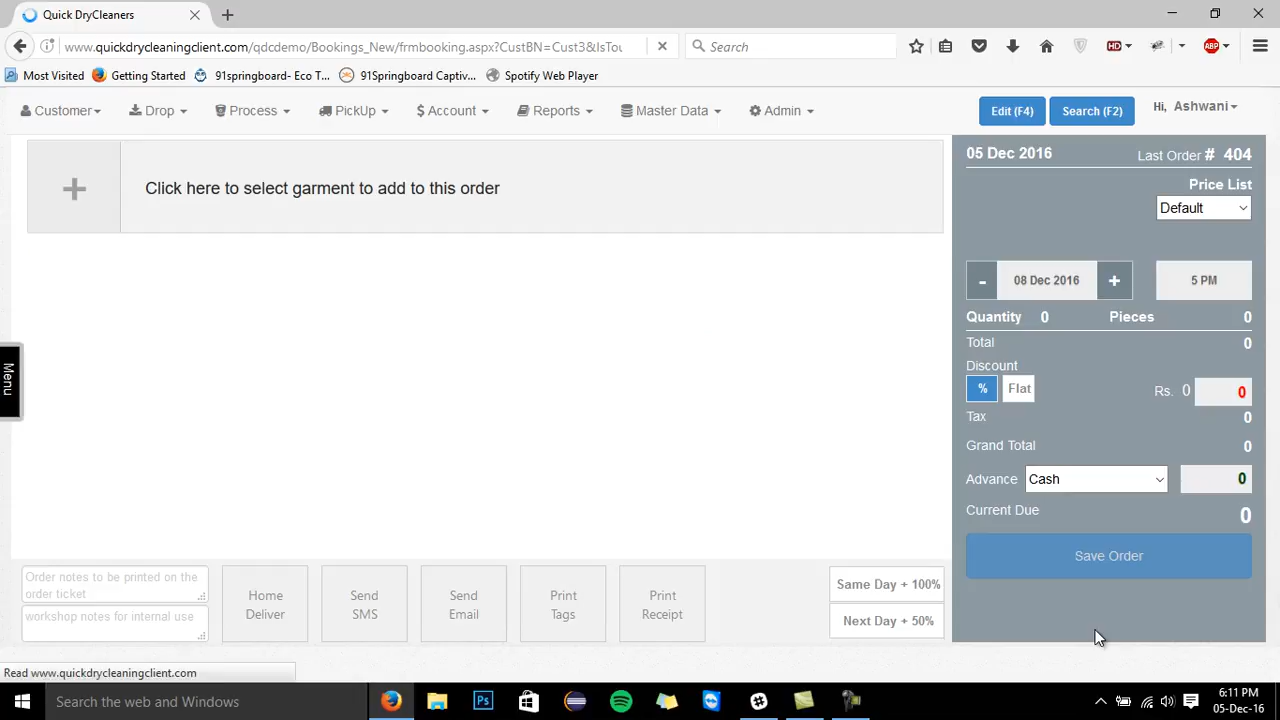 Quick DryCleaners
www.quickdrycleaningclient.com/qdcdemo/Bookings_New/frmbooking.aspx?CustBN=Cust3&IsTou
Search
HD
ABP
Most Visited
Getting Started
91springboard- Eco T...
91Springboard Captiv...
Spotify Web Player
Customer
Drop
Process
PickUp
Account
Reports
Master Data
Admin
Edit (F4)
Search (F2)
Hi, Ashwani
Click here to select garment to add to this order
05 Dec 2016
Last Order # 404
Price List
Default
- 08 Dec 2016 +
5 PM
Quantity 0
Pieces 0
Total 0
Discount
% Flat
Rs. 0 0
Tax 0
Grand Total 0
Advance Cash 0
Current Due 0
Save Order
Menu
Order notes to be printed on the
order ticket
workshop notes for internal use
Home
Deliver
Send
SMS
Send
Email
Print
Tags
Print
Receipt
Same Day + 100%
Next Day + 50%
Read www.quickdrycleaningclient.com
Search the web and Windows
Ps
6:11 PM
05-Dec-16